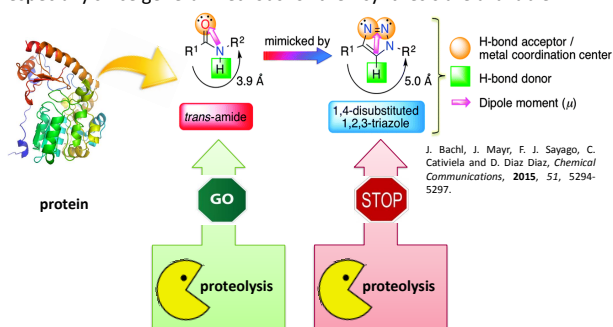 mimicked by
O
R1
N
H
R2
3.9 Å
N
N
N
R1
R2
H
5.0 Å
H-bond acceptor /
metal coordination center
H-bond donor
Dipole moment (μ)
trans-amide
1,4-disubstituted
1,2,3-triazole
J. Bachl, J. Mayr, F. J. Sayago, C.
Cativiela and D. Diaz Diaz, Chemical
Communications, 2015, 51, 5294-
5297.
protein
GO
STOP
proteolysis
proteolysis